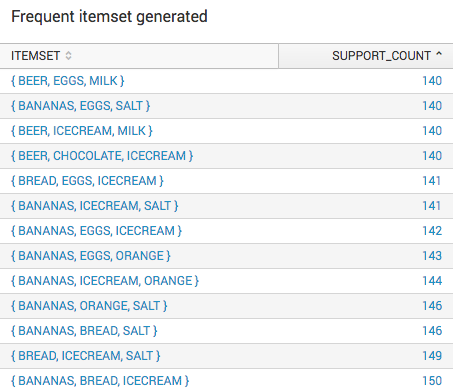 Frequent itemset generated
ITEMSET SUPPORT_COUNT
{ BEER, EGGS, MILK } 140
{ BANANAS, EGGS, SALT } 140
{ BEER, ICECREAM, MILK } 140
{ BEER, CHOCOLATE, ICECREAM } 140
{ BREAD, EGGS, ICECREAM } 141
{ BANANAS, ICECREAM, SALT } 141
{ BANANAS, EGGS, ICECREAM } 142
{ BANANAS, EGGS, ORANGE } 143
{ BANANAS, ICECREAM, ORANGE } 144
{ BANANAS, ORANGE, SALT } 146
{ BANANAS, BREAD, SALT } 146
{ BREAD, ICECREAM, SALT } 149
{ BANANAS, BREAD, ICECREAM } 150